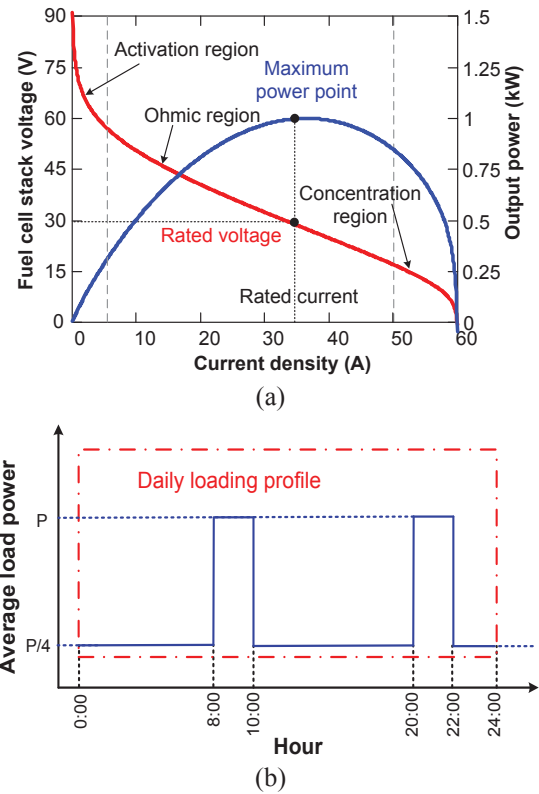 90
75
60
45
30
15
0
Fuel cell stack voltage (V)
1.5
1.25
1
0.75
0.5
0.25
0
Output power (kW)
Activation region
Maximum
power point
Ohmic region
Concentration
region
Rated voltage
Rated current
0 10 20 30 40 50 60
Current density (A)
(a)
Average load power
Daily loading profile
P
P/4
0:00
8:00
10:00
20:00
22:00
24:00
Hour
(b)